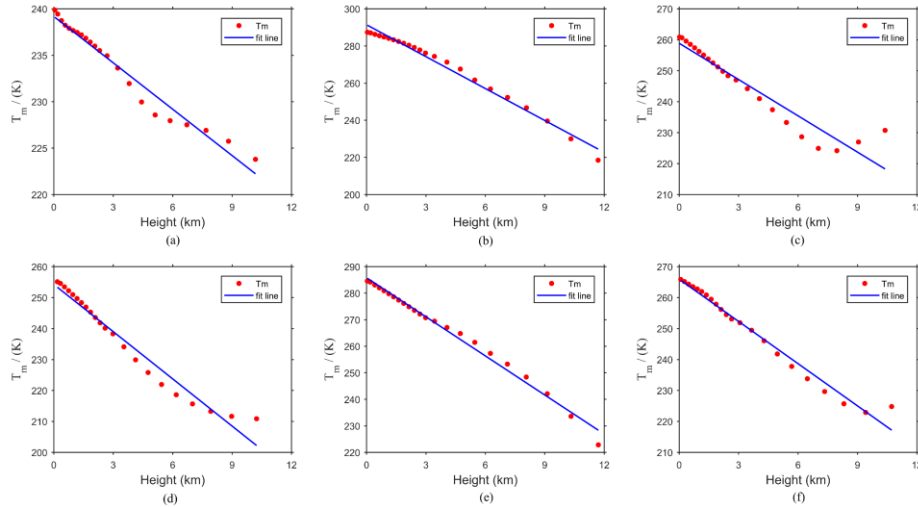 240
235
230
225
220
T_m / (K)
0 3 6 9 12
Height (km)
Tm
fit line
(a)
300
280
260
240
220
200
T_m / (K)
0 3 6 9 12
Height (km)
Tm
fit line
(b)
270
260
250
240
230
220
210
T_m / (K)
0 3 6 9 12
Height (km)
Tm
fit line
(c)
260
250
240
230
220
210
200
T_m / (K)
0 3 6 9 12
Height (km)
Tm
fit line
(d)
290
280
270
260
250
240
230
220
T_m / (K)
0 3 6 9 12
Height (km)
Tm
fit line
(e)
270
260
250
240
230
220
210
T_m / (K)
0 3 6 9 12
Height (km)
Tm
fit line
(f)